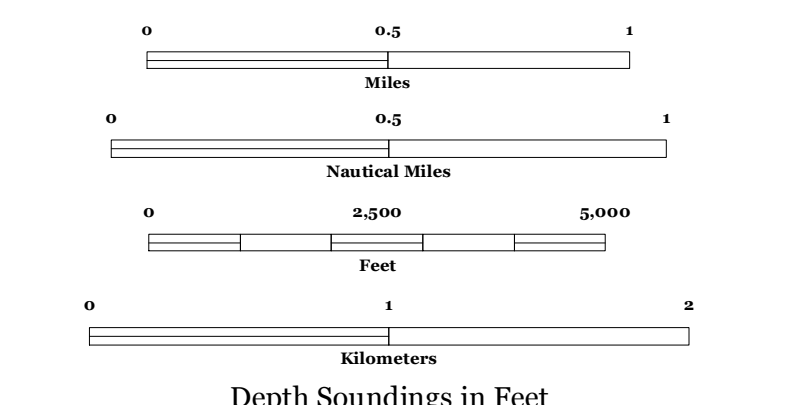 0 0.5 1
Miles
0 0.5 1
Nautical Miles
0 2,500 5,000
Feet
0 1 2
Kilometers
Depth Soundings in Feet